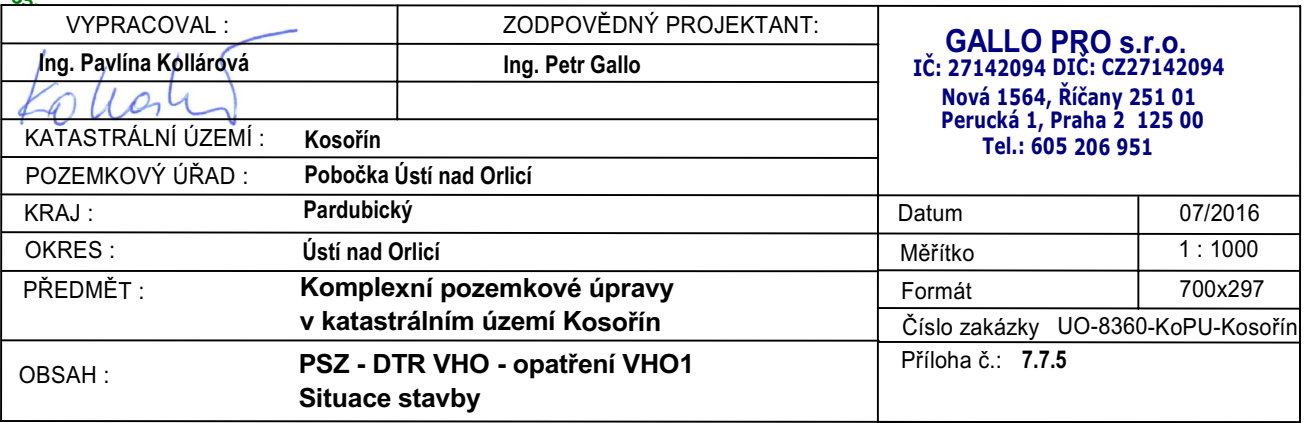 VYPRACOVAL :
ZODPOVĚDNÝ PROJEKTANT:
Ing. Pavlína Kollárová
Ing. Petr Gallo
GALLO PRO s.r.o.
IČ: 27142094 DIČ: CZ27142094
Nová 1564, Říčany 251 01
Perucká 1, Praha 2 125 00
Tel.: 605 206 951
KATASTRÁLNÍ ÚZEMÍ :
Kosořín
POZEMKOVÝ ÚŘAD :
Pobočka Ústí nad Orlicí
KRAJ :
Pardubický
OKRES :
Ústí nad Orlicí
PŘEDMĚT :
Komplexní pozemkové úpravy
v katastrálním území Kosořín
OBSAH :
PSZ - DTR VHO - opatření VHO1
Situace stavby
Datum
07/2016
Měřítko
1 : 1000
Formát
700x297
Číslo zakázky UO-8360-KoPU-Kosořín
Příloha č.: 7.7.5